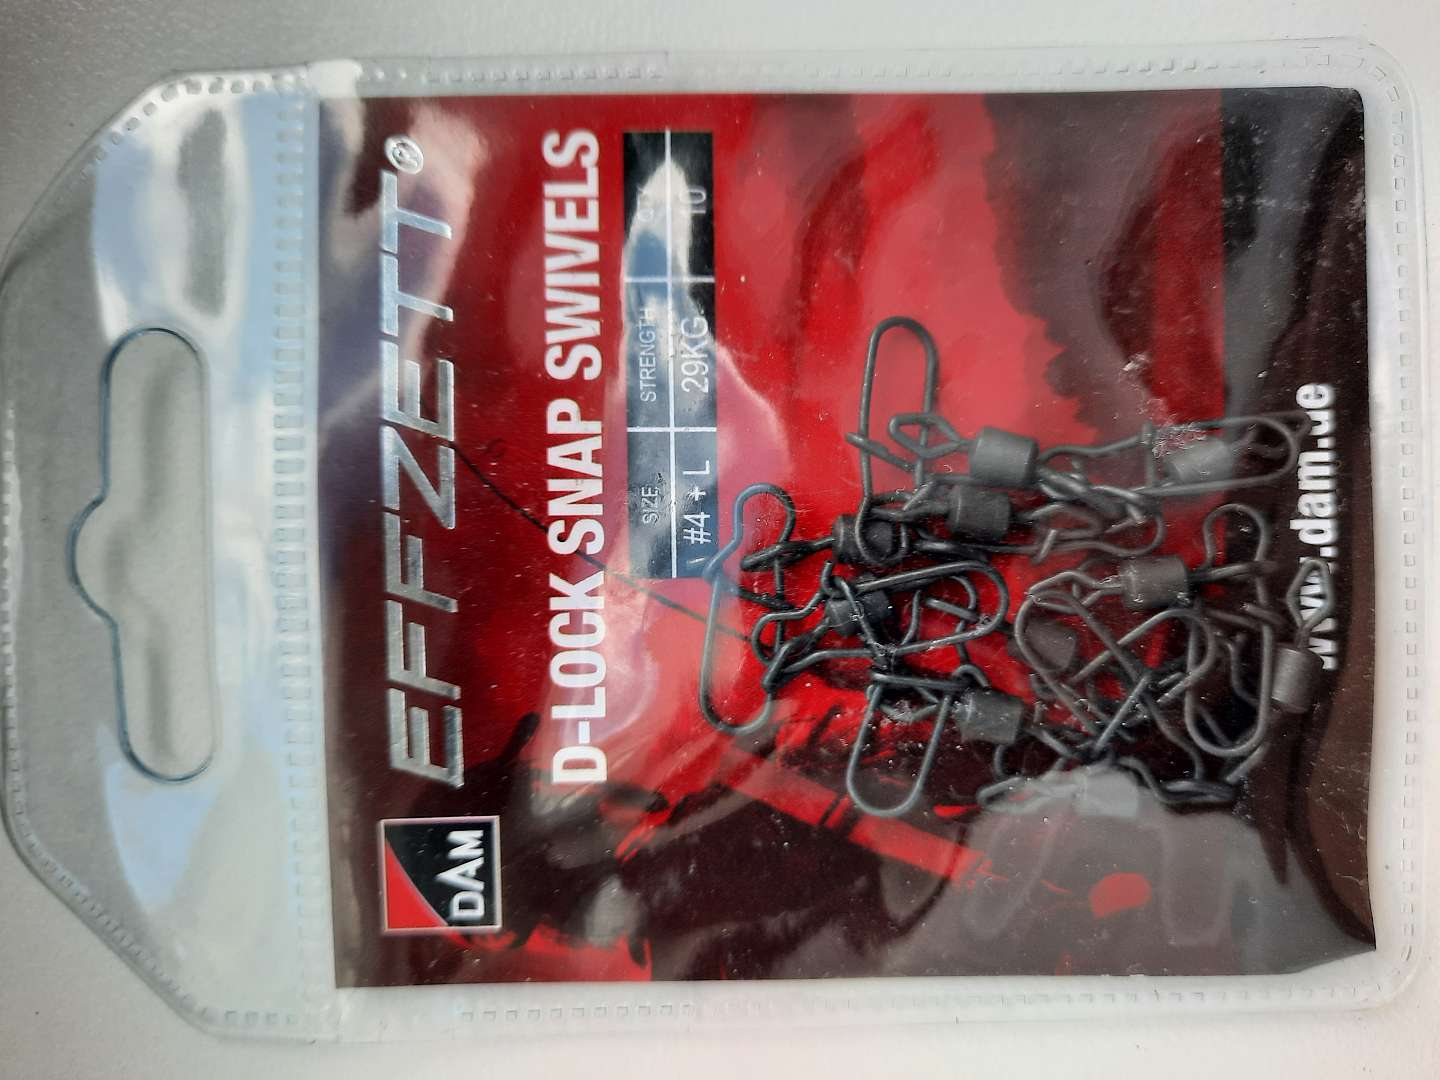 DAM
EFFZETT®
D-LOCK SNAP SWIVELS
SIZE STRENGTH
#4 + L 29KG 10
www.dam.de